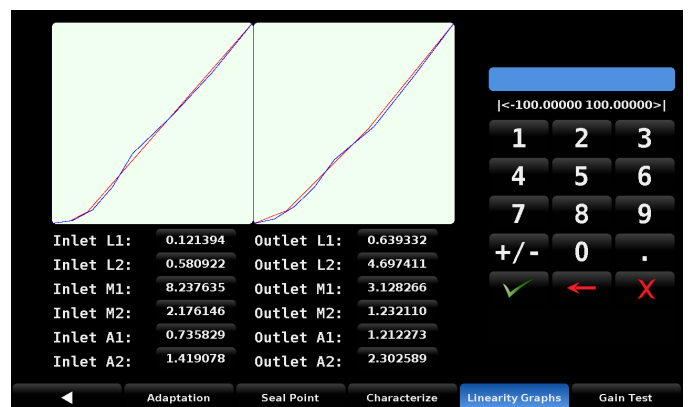 |<-100.00000 100.00000>|
1 2 3
4 5 6
7 8 9
+/- 0 .
Inlet L1: 0.121394 Outlet L1: 0.639332
Inlet L2: 0.580922 Outlet L2: 4.697411
Inlet M1: 8.237635 Outlet M1: 3.128266
Inlet M2: 2.176146 Outlet M2: 1.232110
Inlet A1: 0.735829 Outlet A1: 1.212273
Inlet A2: 1.419078 Outlet A2: 2.302589
Adaptation Seal Point Characterize Linearity Graphs Gain Test